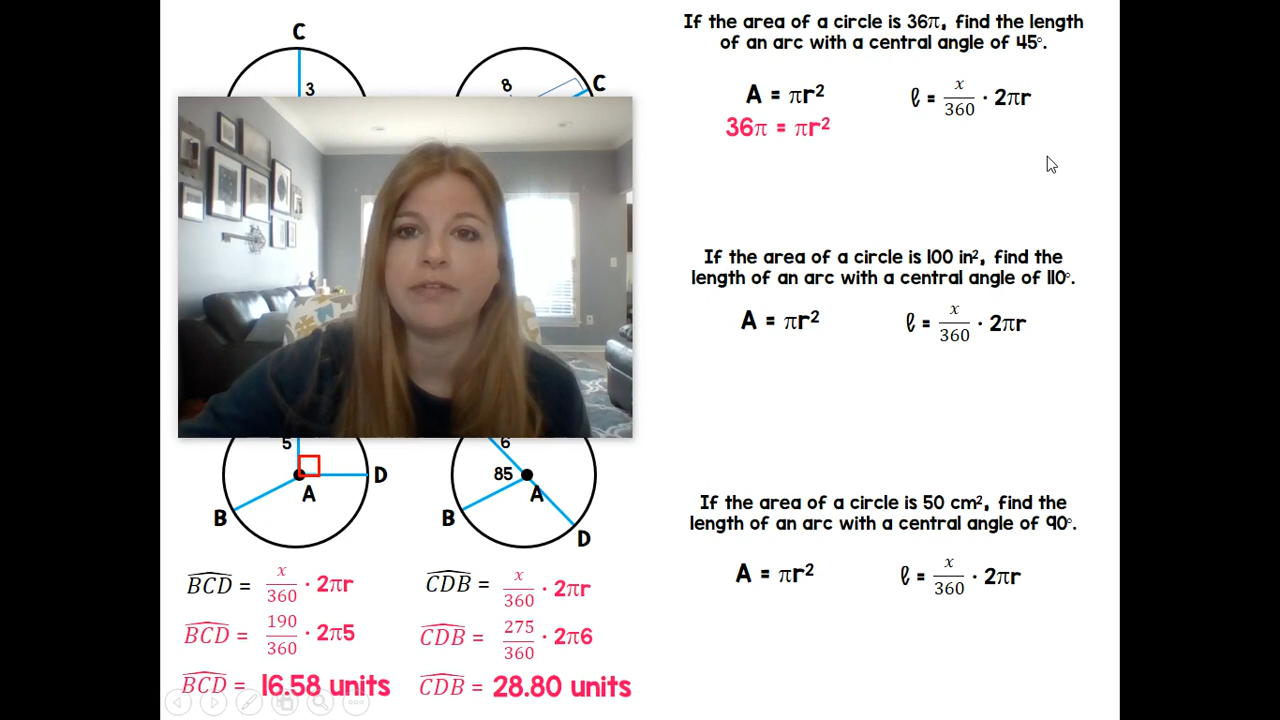 C
3
8
C
5
A
D
B
6
85
A
B
D
BCD = x/360 · 2πr
BCD = 190/360 · 2π5
BCD = 16.58 units
CDB = x/360 · 2πr
CDB = 275/360 · 2π6
CDB = 28.80 units
If the area of a circle is 36π, find the length
of an arc with a central angle of 45°.
A = πr²
ℓ = x/360 · 2πr
36π = πr²
If the area of a circle is 100 in², find the
length of an arc with a central angle of 110°.
A = πr²
ℓ = x/360 · 2πr
If the area of a circle is 50 cm², find the
length of an arc with a central angle of 90°.
A = πr²
ℓ = x/360 · 2πr